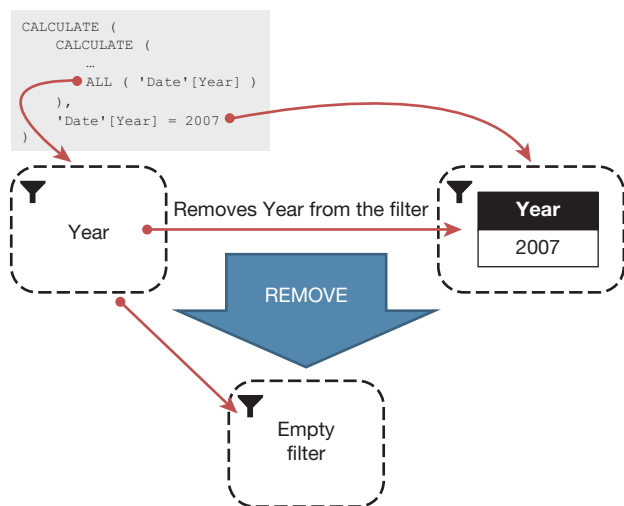 CALCULATE (
    CALCULATE (
        …
        ALL ( 'Date'[Year] )
    ),
    'Date'[Year] = 2007
)
Year
Removes Year from the filter
Year
2007
REMOVE
Empty
filter